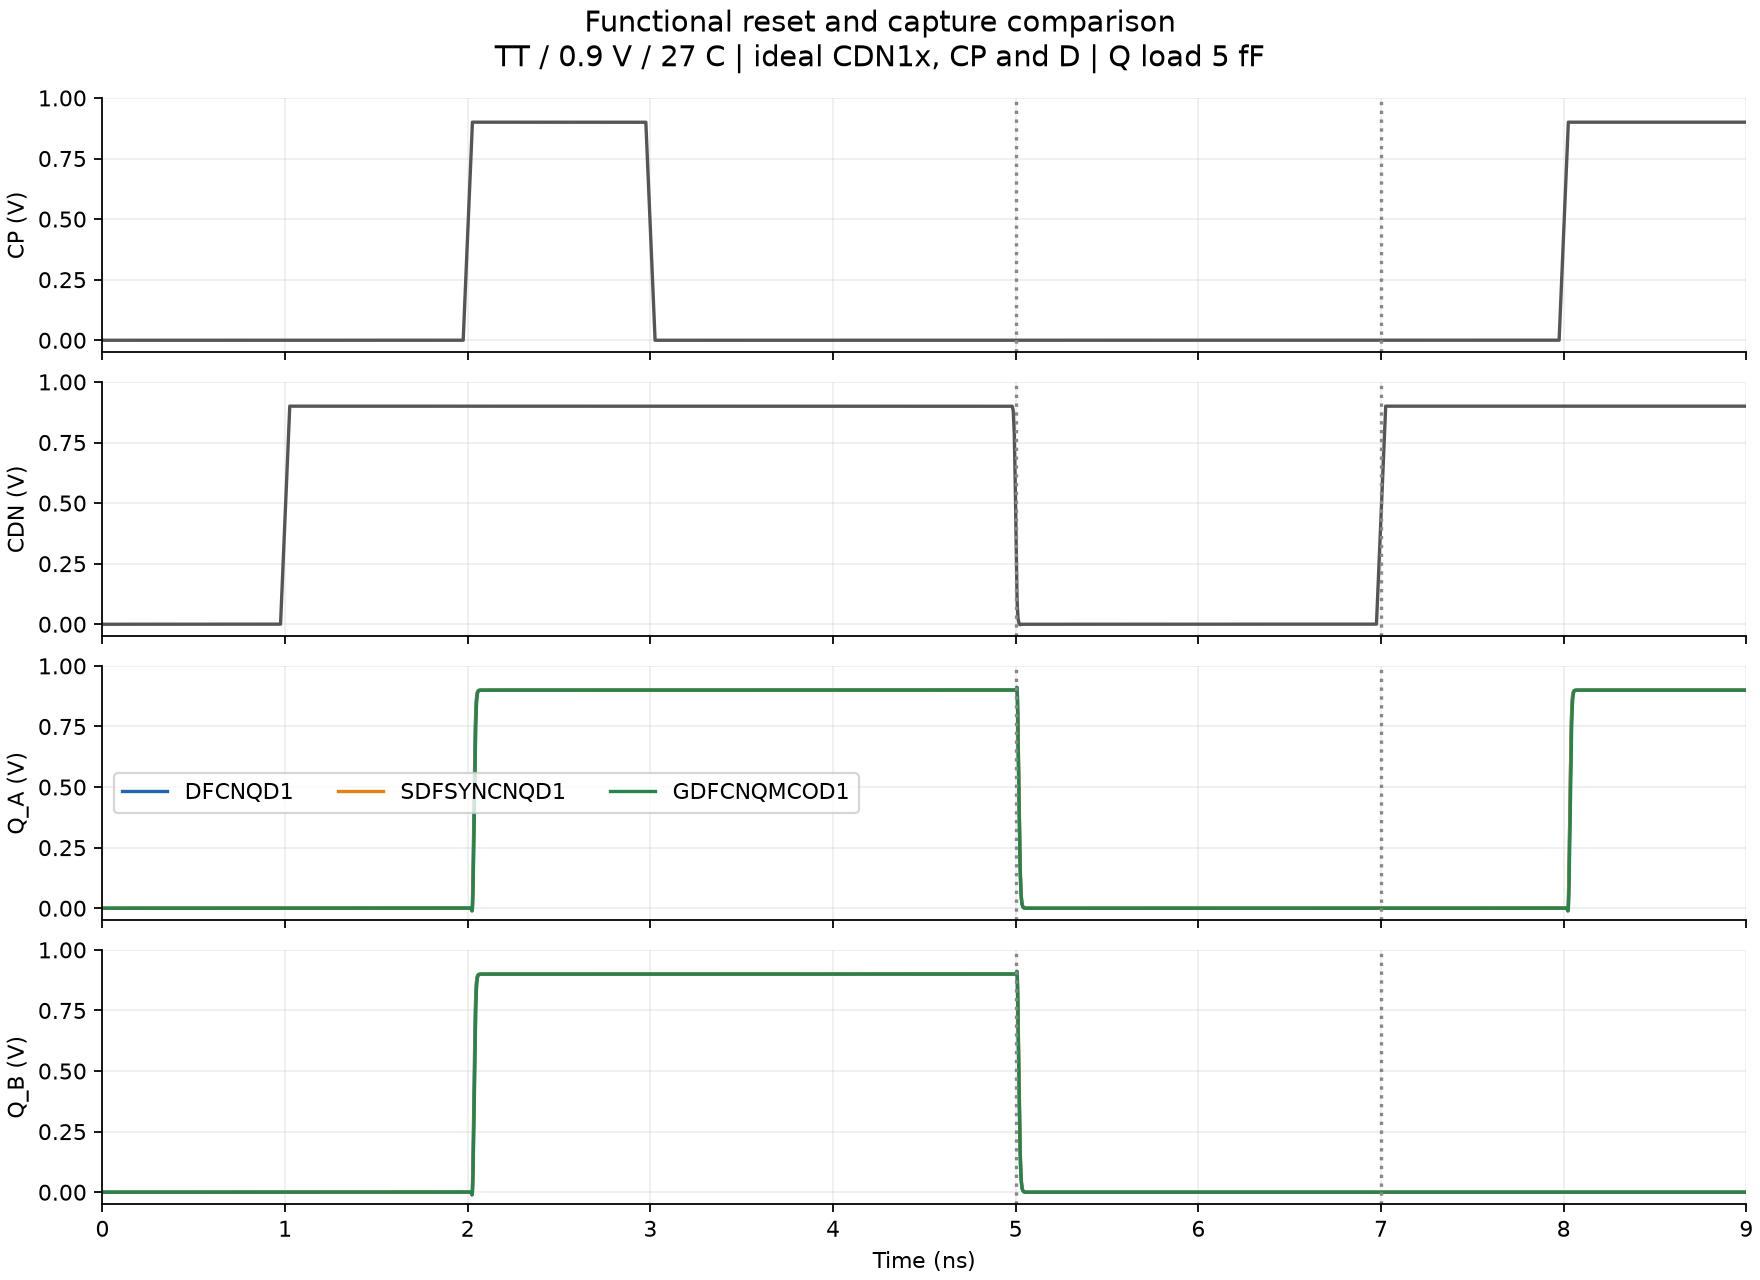 Functional reset and capture comparison
TT / 0.9 V / 27 C | ideal CDN1x, CP and D | Q load 5 fF
1.00
0.75
0.50
0.25
0.00
CP (V)
1.00
0.75
0.50
0.25
0.00
CDN (V)
1.00
0.75
0.50
0.25
0.00
Q_A (V)
DFCNQD1 SDFSYNCNQD1 GDFCNQMCOD1
1.00
0.75
0.50
0.25
0.00
Q_B (V)
0 1 2 3 4 5 6 7 8 9
Time (ns)